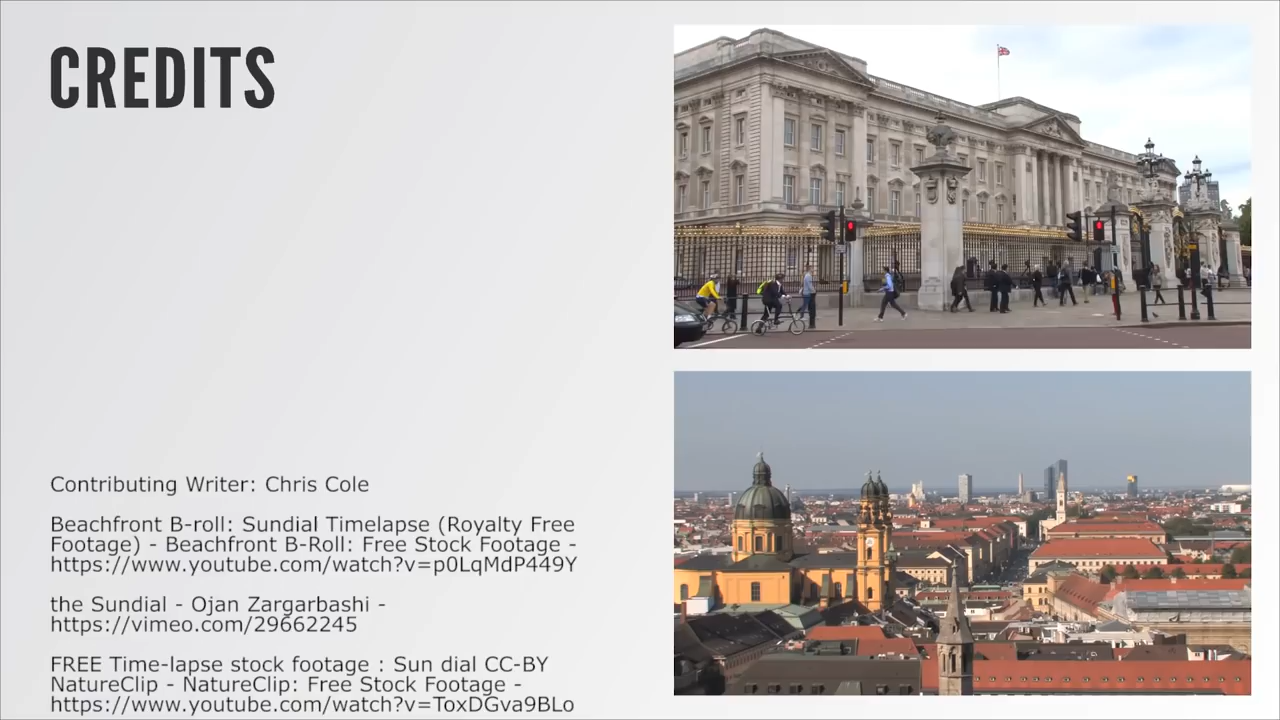 CREDITS
Contributing Writer: Chris Cole
Beachfront B-roll: Sundial Timelapse (Royalty Free
Footage) - Beachfront B-Roll: Free Stock Footage -
https://www.youtube.com/watch?v=p0LqMdP449Y
the Sundial - Ojan Zargarbashi -
https://vimeo.com/29662245
FREE Time-lapse stock footage : Sun dial CC-BY
NatureClip - NatureClip: Free Stock Footage -
https://www.youtube.com/watch?v=ToxDGva9BLo